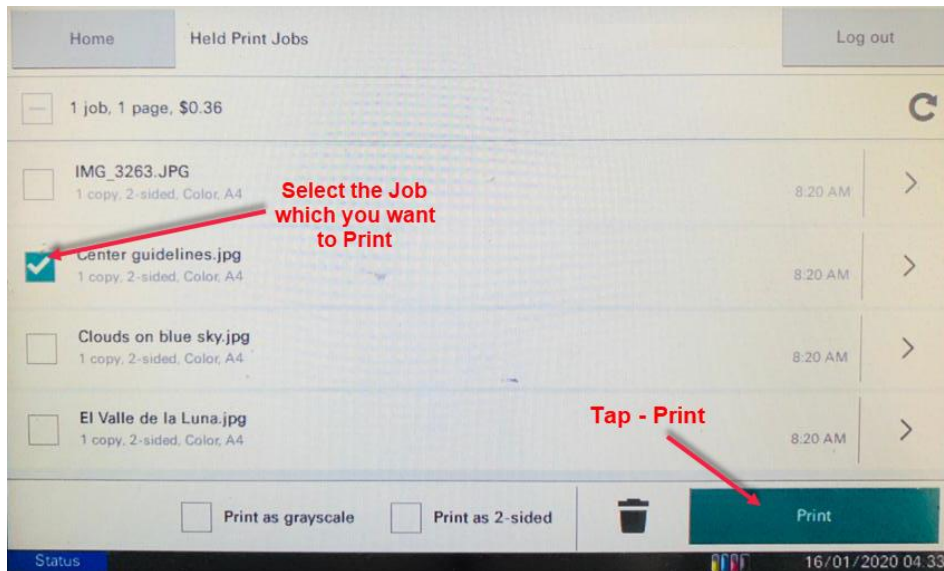 Home
Held Print Jobs
Log out
1 job, 1 page, $0.36
IMG_3263.JPG
1 copy, 2-sided, Color, A4
8:20 AM
Select the Job
which you want
to Print
Center guidelines.jpg
1 copy, 2-sided, Color, A4
8:20 AM
Clouds on blue sky.jpg
1 copy, 2-sided, Color, A4
8:20 AM
El Valle de la Luna.jpg
1 copy, 2-sided, Color, A4
8:20 AM
Tap - Print
Print as grayscale
Print as 2-sided
Print
Status
16/01/2020 04:33